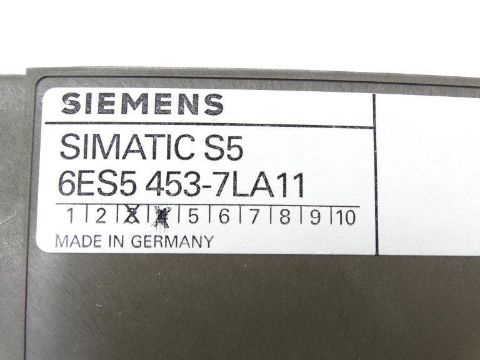 SIEMENS
SIMATIC S5
6ES5 453-7LA11
1 | 2 | 3 | 4 | 5 | 6 | 7 | 8 | 9 | 10
MADE IN GERMANY